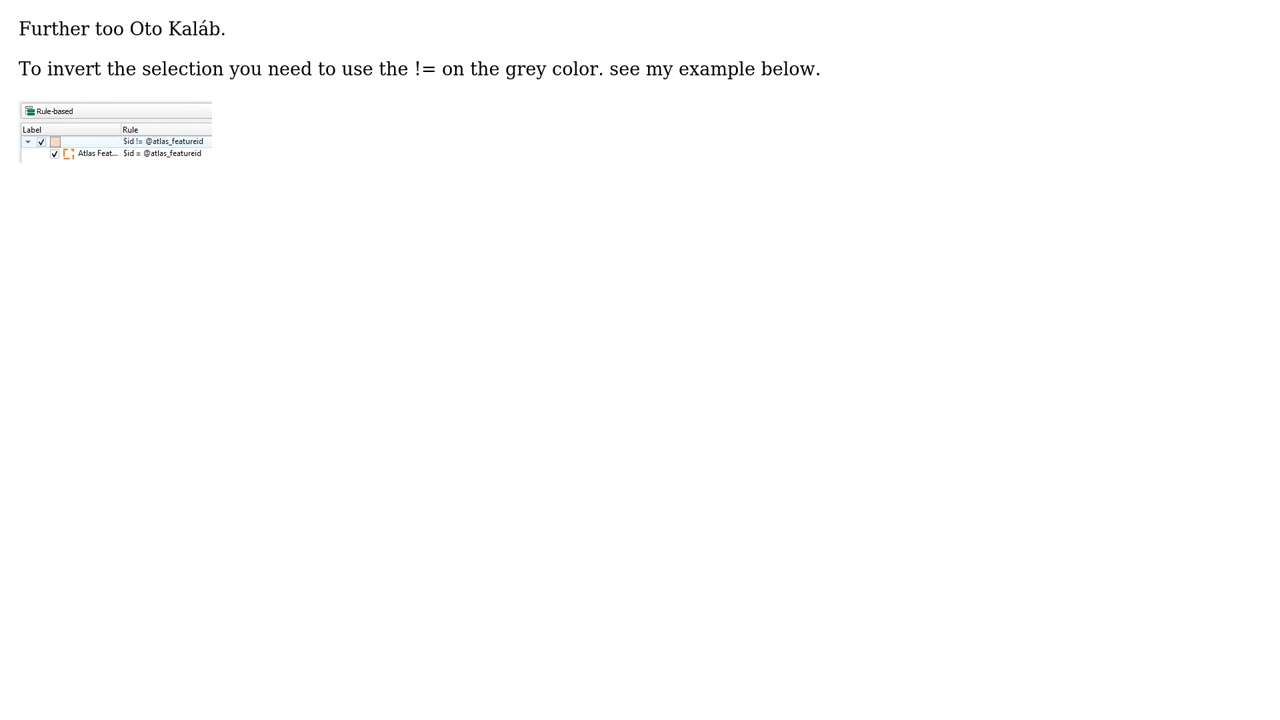 Further too Oto Kaláb.
To invert the selection you need to use the != on the grey color. see my example below.
Rule-based
Label Rule
$id != @atlas_featureid
Atlas Feat... $id = @atlas_featureid